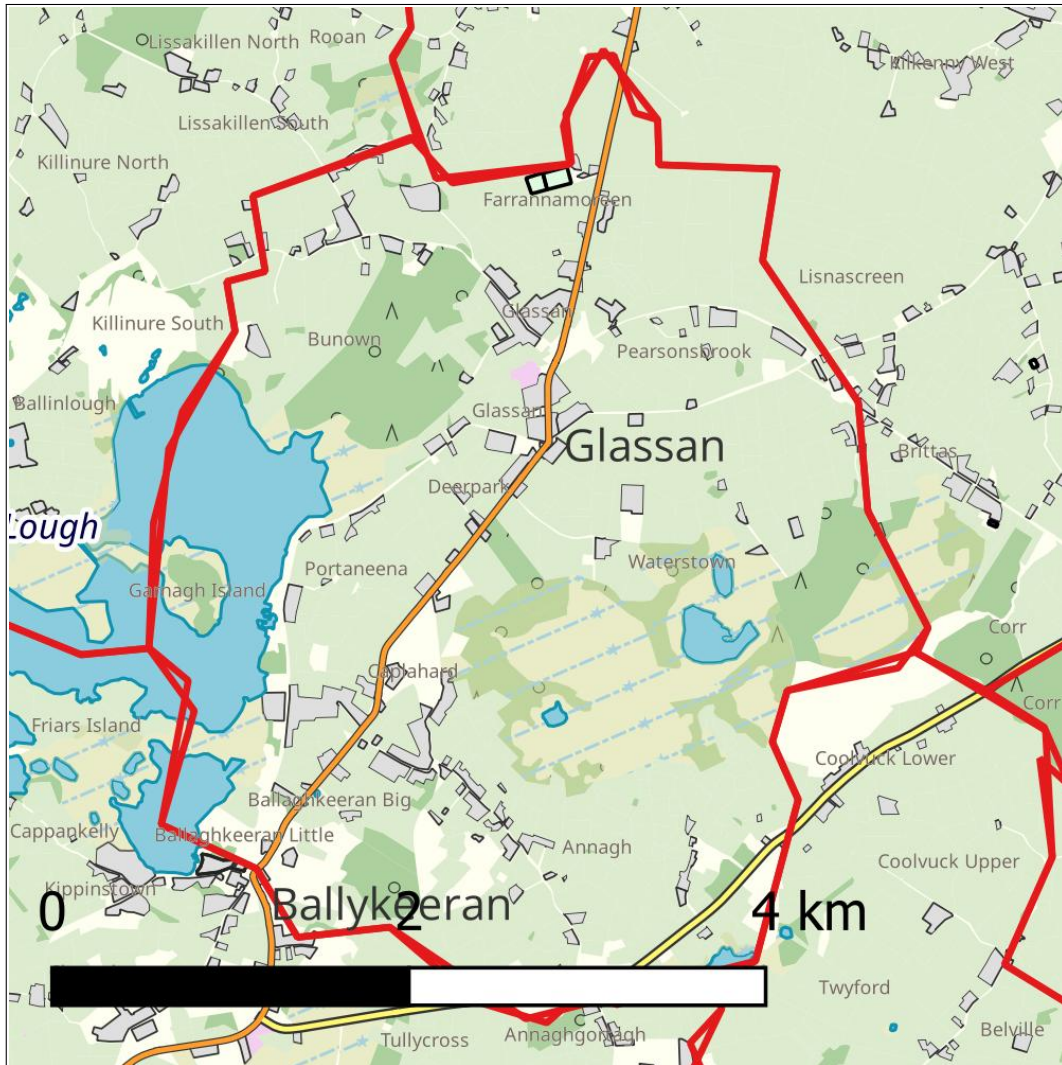 Rooan
Lissakillen North
Kilkenny West
Lissakillen South
Killinure North
Farrannamoreen
Lisnascreen
Glassan
Killinure South
Bunown
Pearsonsbrook
Ballinlough
Glassan
Glassan
Brittas
Deerpark
Lough
Portaneena
Waterstown
Garnagh Island
Corr
Caplahard
Corr
Friars Island
Coolvuck Lower
Ballaghkeeran Big
Cappankelly
Ballaghkeeran Little
Annagh
Coolvuck Upper
Kippinstown
Ballykeeran
0 2 4 km
Twyford
Annaghgortagh
Belville
Tullycross